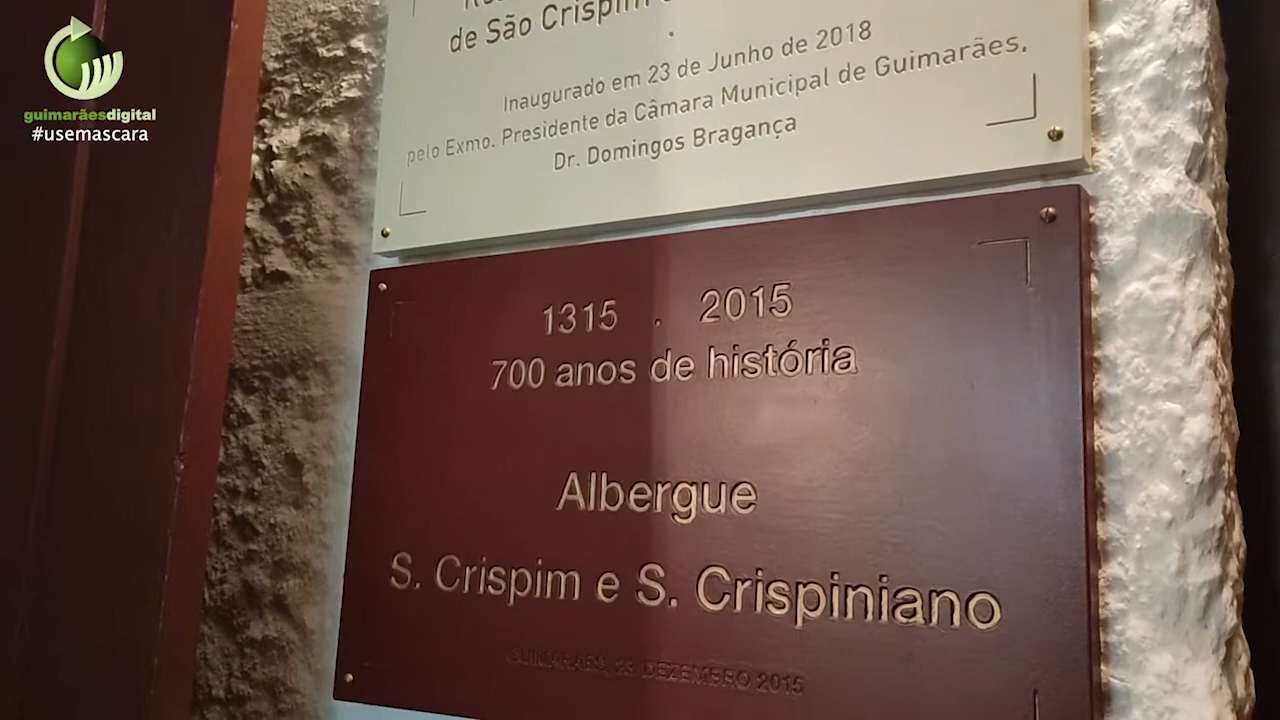 guimarãesdigital
#usemascara
de São Crispim
Inaugurado em 23 de Junho de 2018
pelo Exmo. Presidente da Câmara Municipal de Guimarães,
Dr. Domingos Bragança
1315 . 2015
700 anos de história
Albergue
S. Crispim e S. Crispiniano
GUIMARÃES, 23 DEZEMBRO 2015